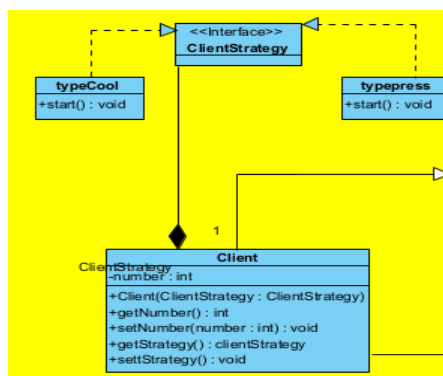 <<Interface>>
ClientStrategy
typeCool
+start() : void
typepress
+start() : void
1
Client
ClientStrategy
-number : int
+Client(ClientStrategy : ClientStrategy)
+getNumber() : int
+setNumber(number : int) : void
+getStrategy() : clientStrategy
+settStrategy() : void